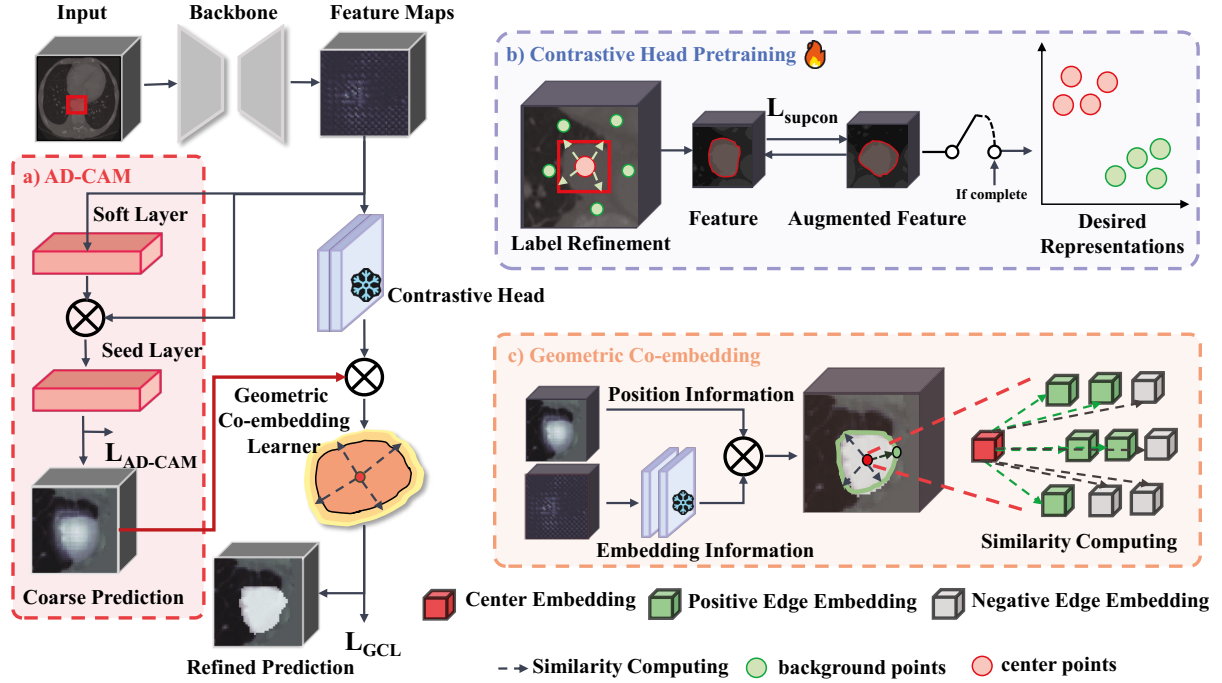 Input
Backbone
Feature Maps
a) AD-CAM
Soft Layer
Seed Layer
L_AD-CAM
Coarse Prediction
Contrastive Head
Geometric
Co-embedding
Learner
Refined Prediction
L_GCL
b) Contrastive Head Pretraining
Label Refinement
Feature
L_supcon
Augmented Feature
If complete
Desired
Representations
c) Geometric Co-embedding
Position Information
Embedding Information
Similarity Computing
Center Embedding
Positive Edge Embedding
Negative Edge Embedding
Similarity Computing
background points
center points